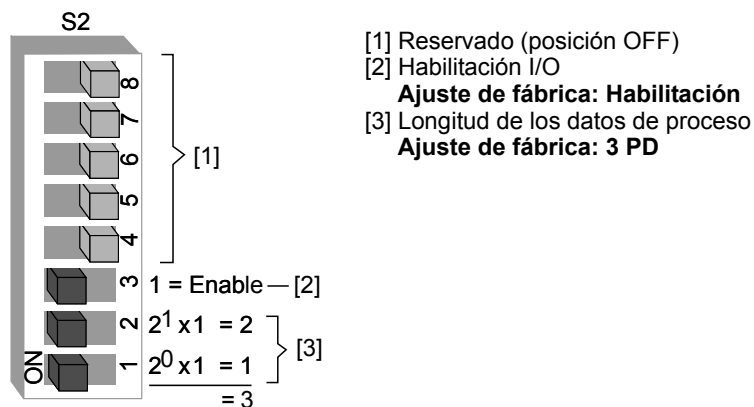 S2
[1] Reservado (posición OFF)
[2] Habilitación I/O
Ajuste de fábrica: Habilitación
[3] Longitud de los datos de proceso
Ajuste de fábrica: 3 PD
8
7
6
[1]
5
4
3 1 = Enable — [2]
2 2¹ x1 = 2
[3]
ON 1 2⁰ x1 = 1
= 3